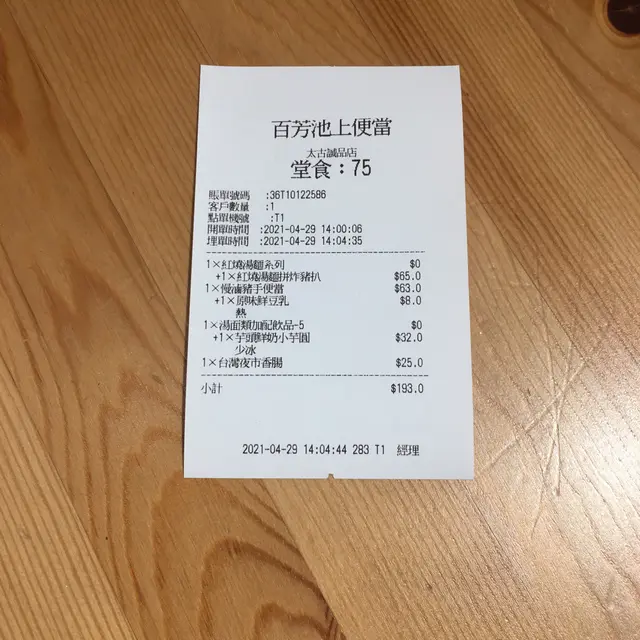 百芳池上便當
太古誠品店
堂食：75
賬單號碼 :36T10122586
客戶數量 :1
點單機號 :T1
開單時間 :2021-04-29 14:00:06
埋單時間 :2021-04-29 14:04:35
1×紅燒湯麵系列 $0
+1×紅燒湯麵拼炸豬扒 $65.0
1×慢滷豬手便當 $63.0
+1×原味鮮豆乳 $8.0
熱
1×湯面類加配飲品-5 $0
+1×芋頭鮮奶小芋圓 $32.0
少冰
1×台灣夜市香腸 $25.0
小計 $193.0
2021-04-29 14:04:44 283 T1 經理